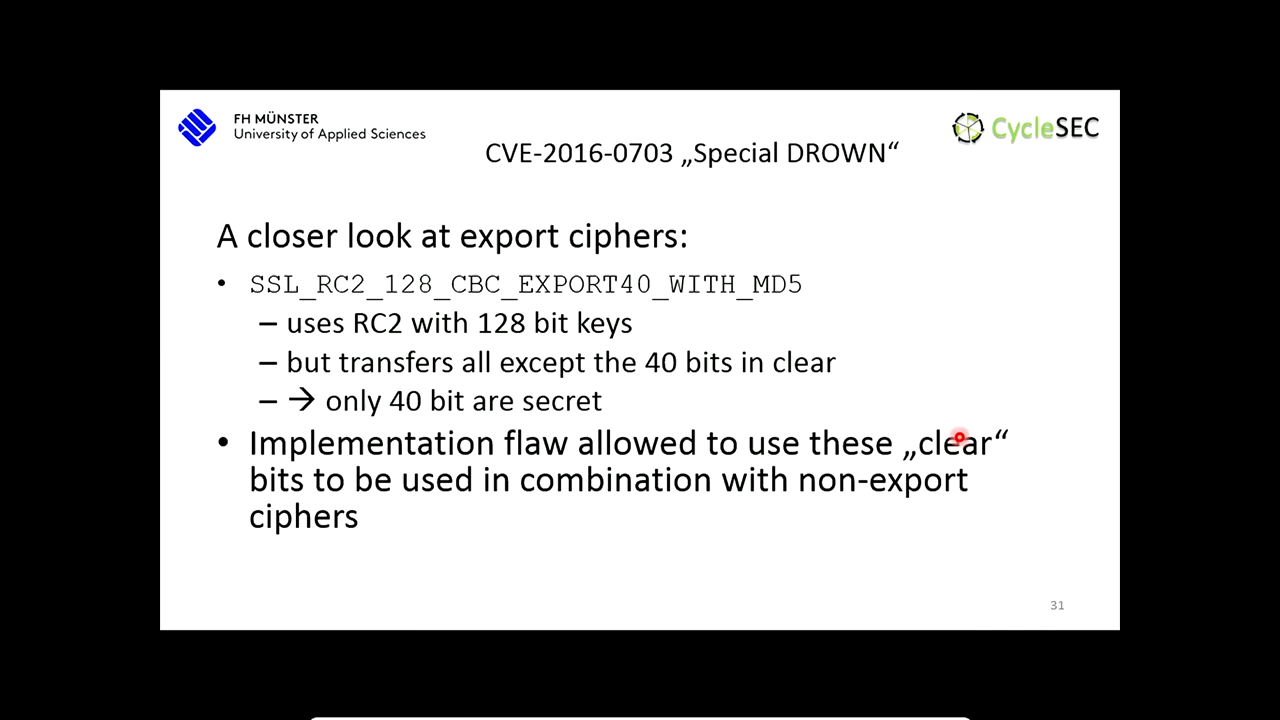 FH MÜNSTER
University of Applied Sciences
CycleSEC
CVE-2016-0703 „Special DROWN“
A closer look at export ciphers:
• SSL_RC2_128_CBC_EXPORT40_WITH_MD5
– uses RC2 with 128 bit keys
– but transfers all except the 40 bits in clear
– → only 40 bit are secret
• Implementation flaw allowed to use these „clear“
bits to be used in combination with non-export
ciphers
31